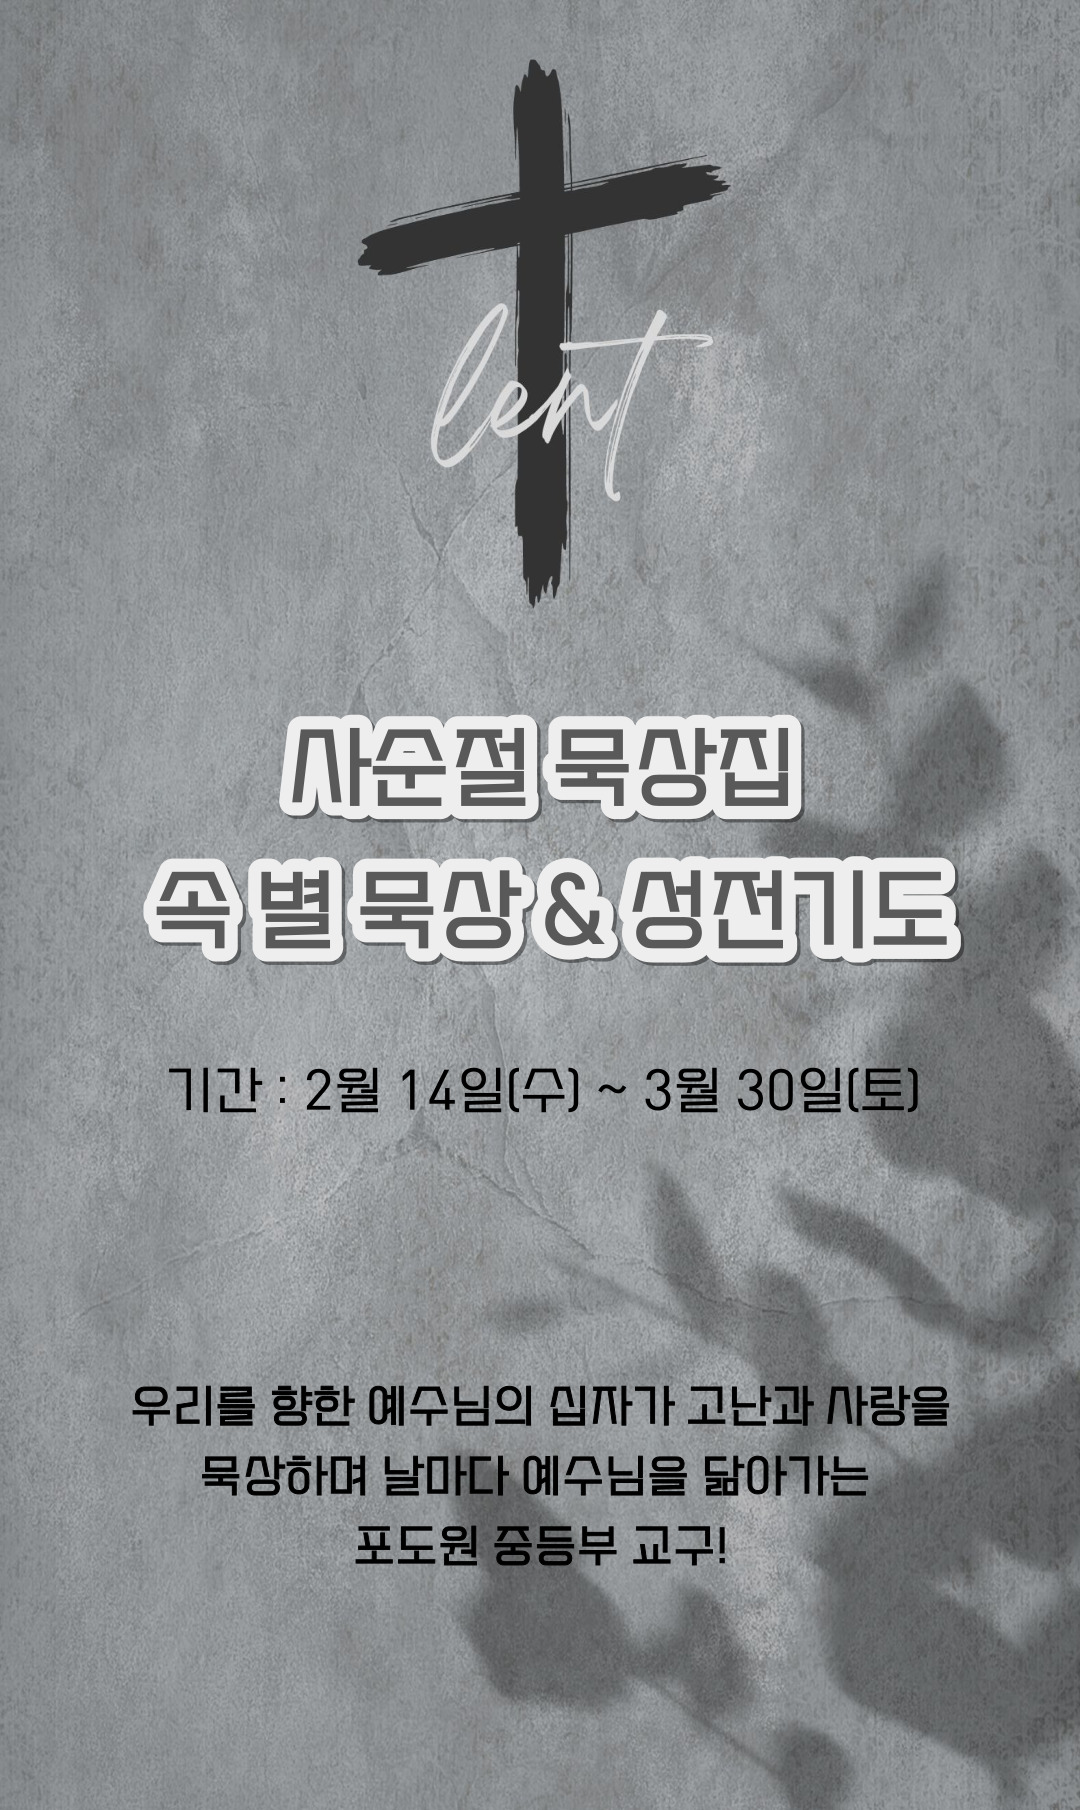 lent
사순절 묵상집
속 별 묵상 & 성전기도
기간 : 2월 14일(수) ~ 3월 30일(토)
우리를 향한 예수님의 십자가 고난과 사랑을
묵상하며 날마다 예수님을 닮아가는
포도원 중등부 교구!